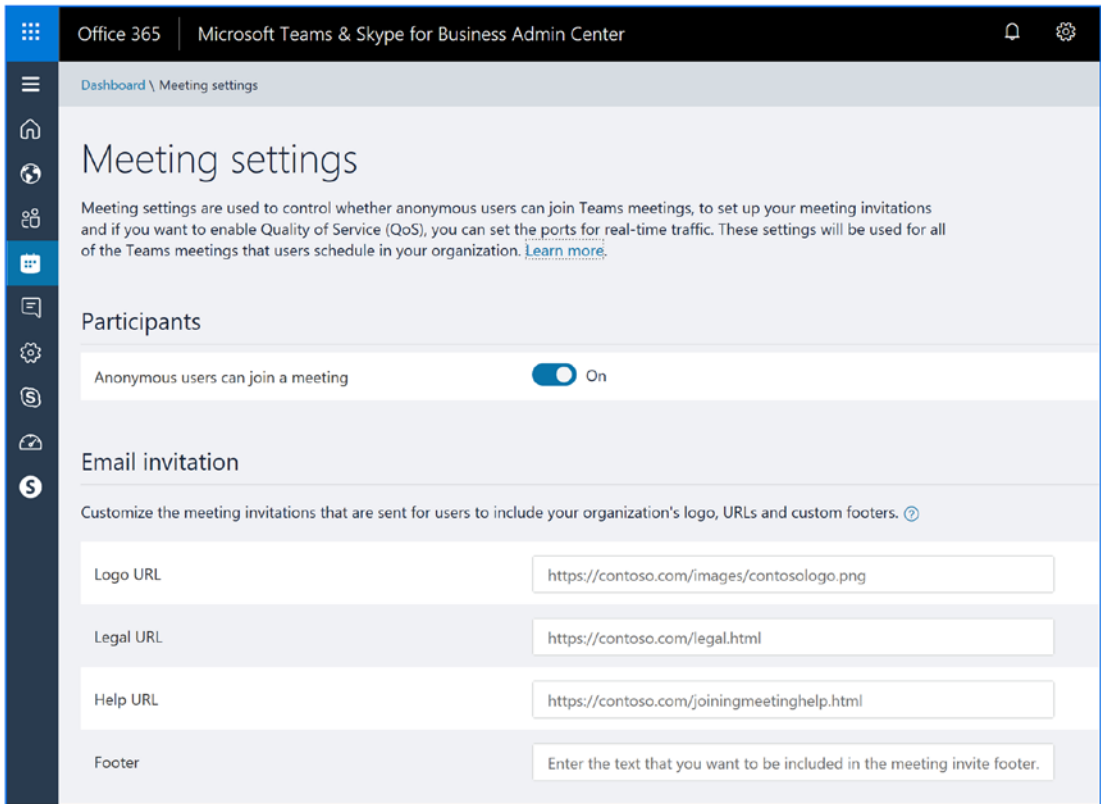 Office 365 Microsoft Teams & Skype for Business Admin Center
Dashboard \ Meeting settings
Meeting settings
Meeting settings are used to control whether anonymous users can join Teams meetings, to set up your meeting invitations
and if you want to enable Quality of Service (QoS), you can set the ports for real-time traffic. These settings will be used for all
of the Teams meetings that users schedule in your organization. Learn more.
Participants
Anonymous users can join a meeting On
Email invitation
Customize the meeting invitations that are sent for users to include your organization's logo, URLs and custom footers. ?
Logo URL https://contoso.com/images/contosologo.png
Legal URL https://contoso.com/legal.html
Help URL https://contoso.com/joiningmeetinghelp.html
Footer Enter the text that you want to be included in the meeting invite footer.